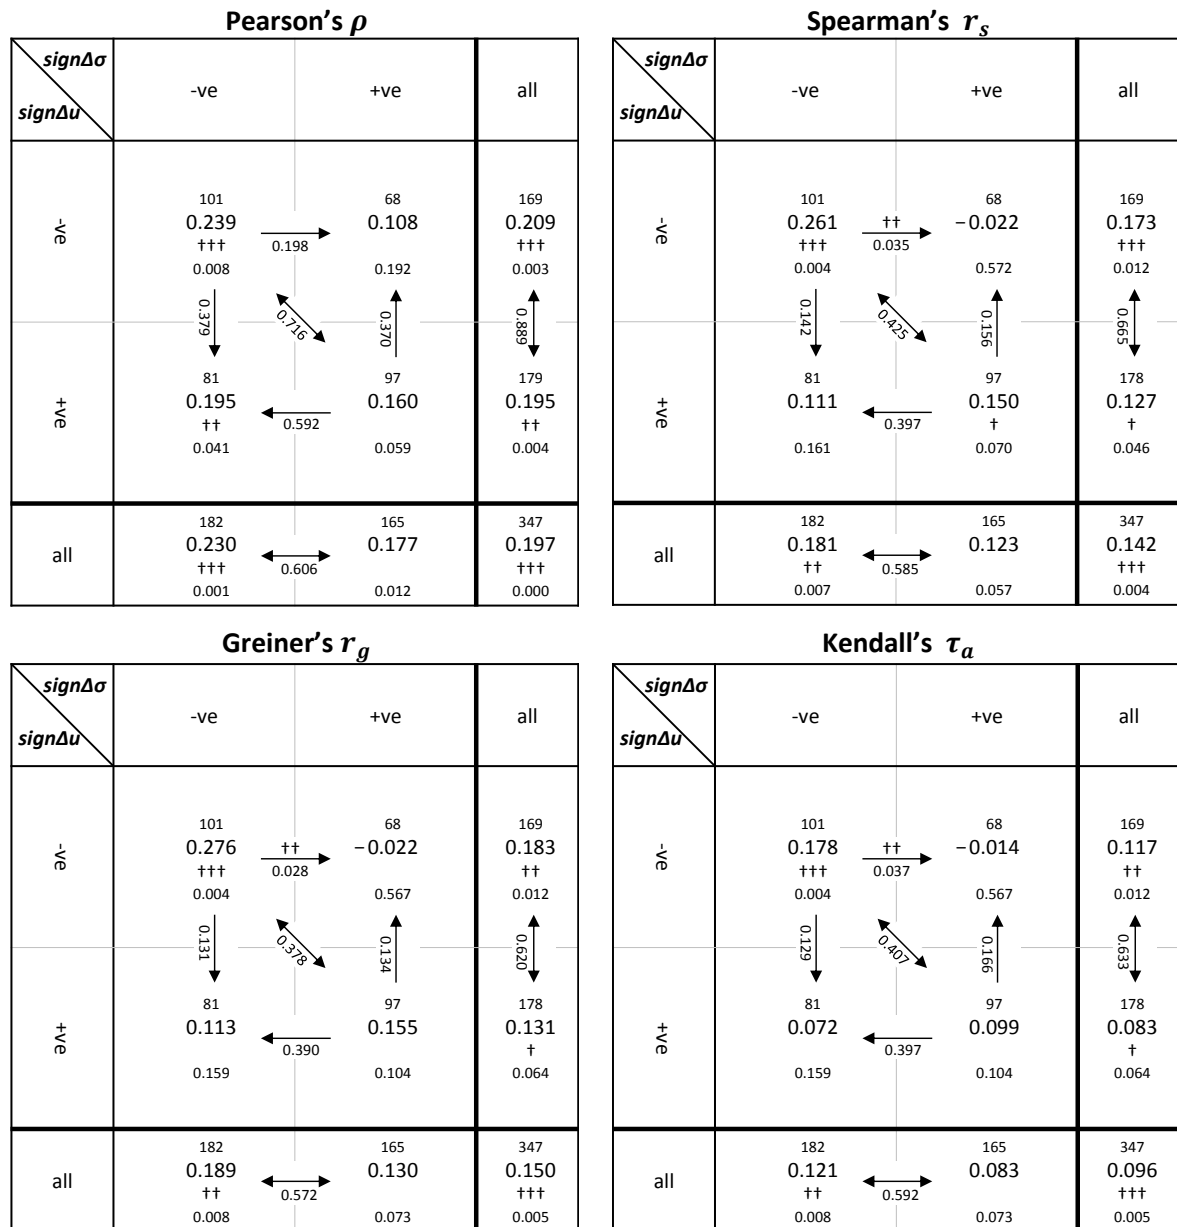 Pearson's ρ
signΔσ
signΔu
-ve +ve all
-ve
101 68 169
0.239 0.108 0.209
††† 0.198 †††
0.008 0.192 0.003
0.379 0.716 0.370 0.889
+ve
81 97 179
0.195 0.160 0.195
†† 0.592 ††
0.041 0.059 0.004
all
182 165 347
0.230 0.177 0.197
††† 0.606 †††
0.001 0.012 0.000
Spearman's r_s
signΔσ
signΔu
-ve +ve all
-ve
101 68 169
0.261 †† −0.022 0.173
††† 0.035 †††
0.004 0.572 0.012
0.142 0.425 0.156 0.665
+ve
81 97 178
0.111 0.150 0.127
0.397 † †
0.161 0.070 0.046
all
182 165 347
0.181 0.123 0.142
†† 0.585 †††
0.007 0.057 0.004
Greiner's r_g
signΔσ
signΔu
-ve +ve all
-ve
101 68 169
0.276 †† −0.022 0.183
††† 0.028 ††
0.004 0.567 0.012
0.131 0.378 0.134 0.620
+ve
81 97 178
0.113 0.155 0.131
0.390 †
0.159 0.104 0.064
all
182 165 347
0.189 0.130 0.150
†† 0.572 †††
0.008 0.073 0.005
Kendall's τ_a
signΔσ
signΔu
-ve +ve all
-ve
101 68 169
0.178 †† −0.014 0.117
††† 0.037 ††
0.004 0.567 0.012
0.129 0.407 0.166 0.633
+ve
81 97 178
0.072 0.099 0.083
0.397 †
0.159 0.104 0.064
all
182 165 347
0.121 0.083 0.096
†† 0.592 †††
0.008 0.073 0.005